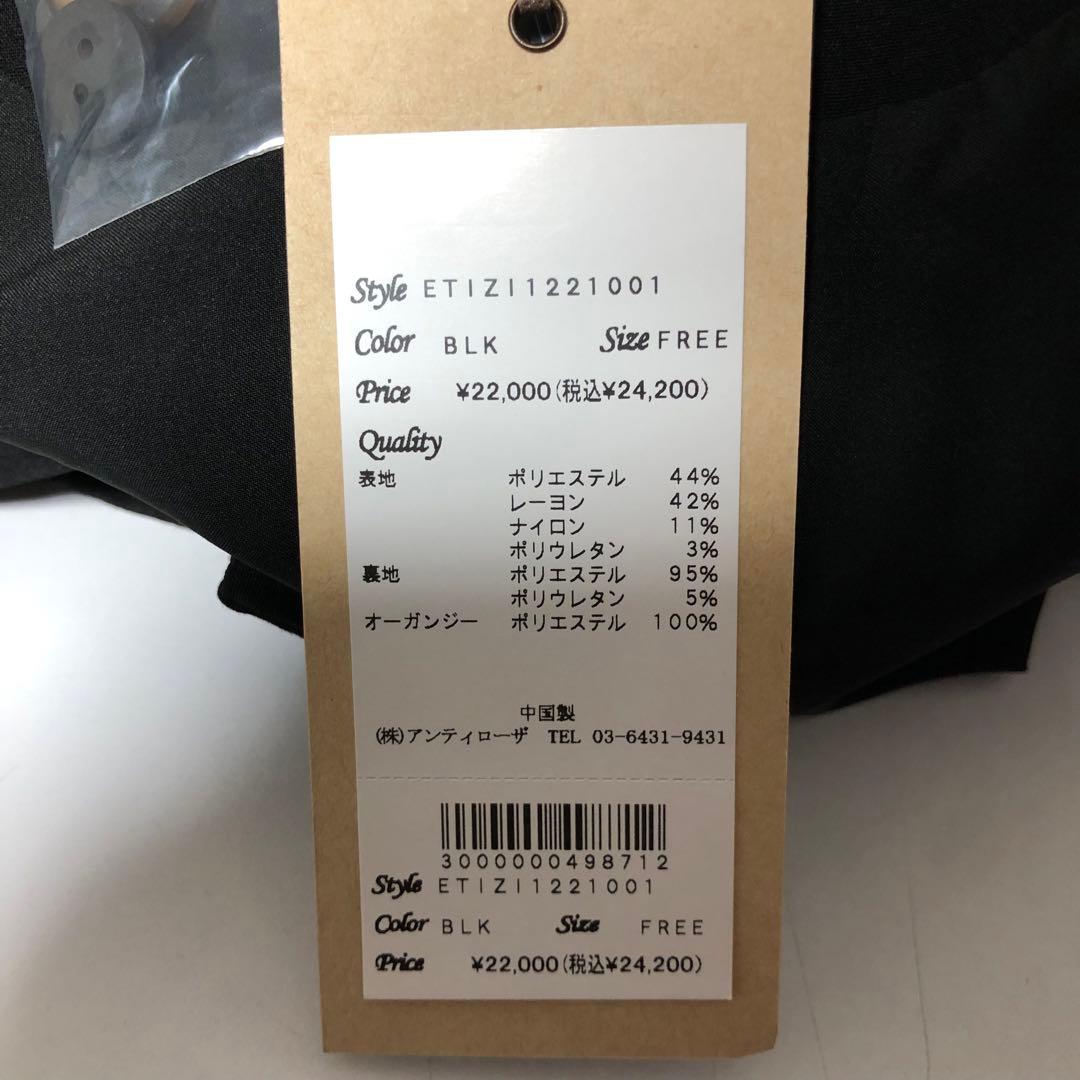 Style ETIZI1221001
Color BLK Size FREE
Price ¥22,000(税込¥24,200)
Quality
表地 ポリエステル 44%
レーヨン 42%
ナイロン 11%
ポリウレタン 3%
裏地 ポリエステル 95%
ポリウレタン 5%
オーガンジー ポリエステル 100%
中国製
(株)アンティローザ TEL 03-6431-9431
3000000498712
Style ETIZI1221001
Color BLK Size FREE
Price ¥22,000(税込¥24,200)